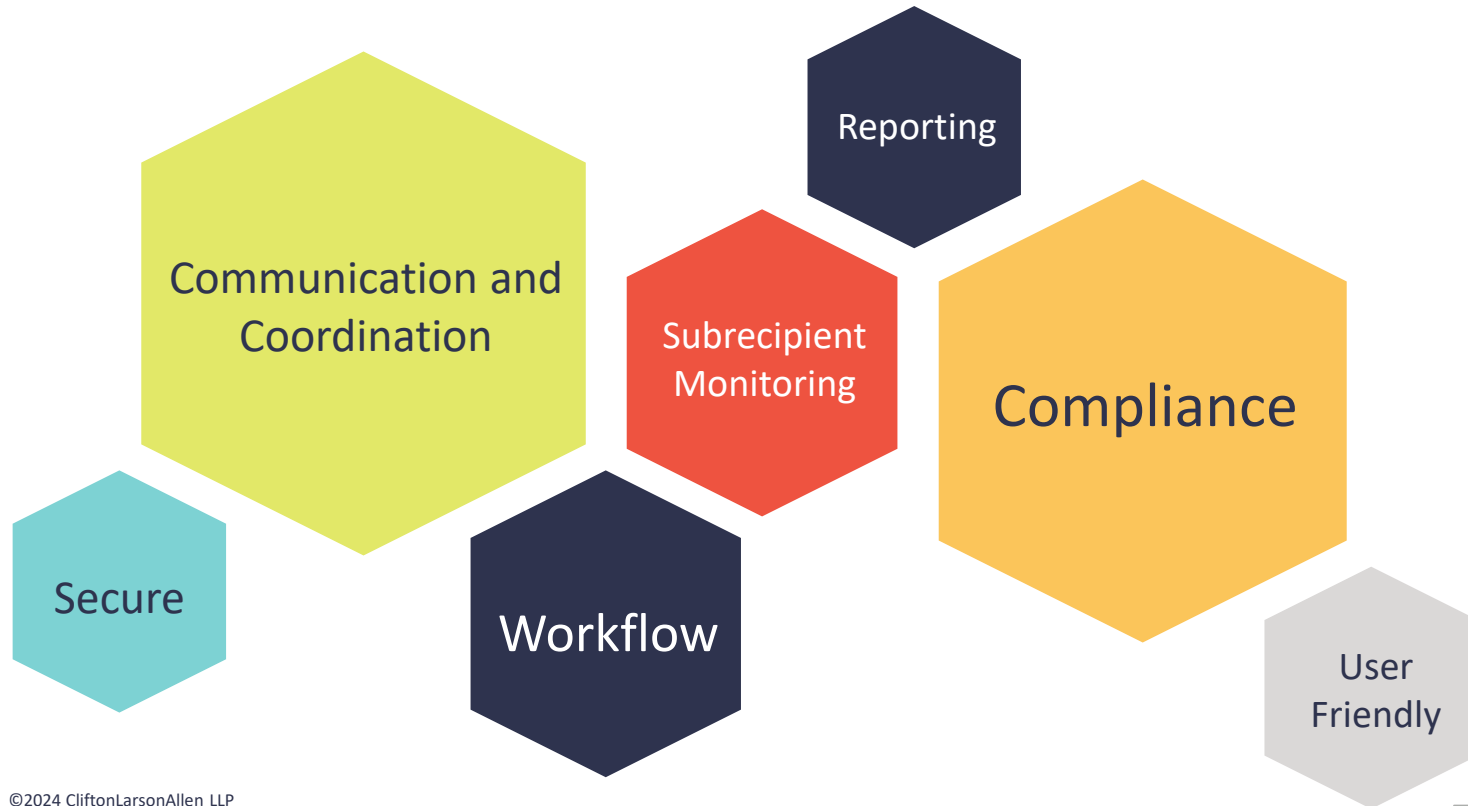 Reporting
Communication and
Coordination
Subrecipient
Monitoring
Compliance
Secure
Workflow
User
Friendly
©2024 CliftonLarsonAllen LLP